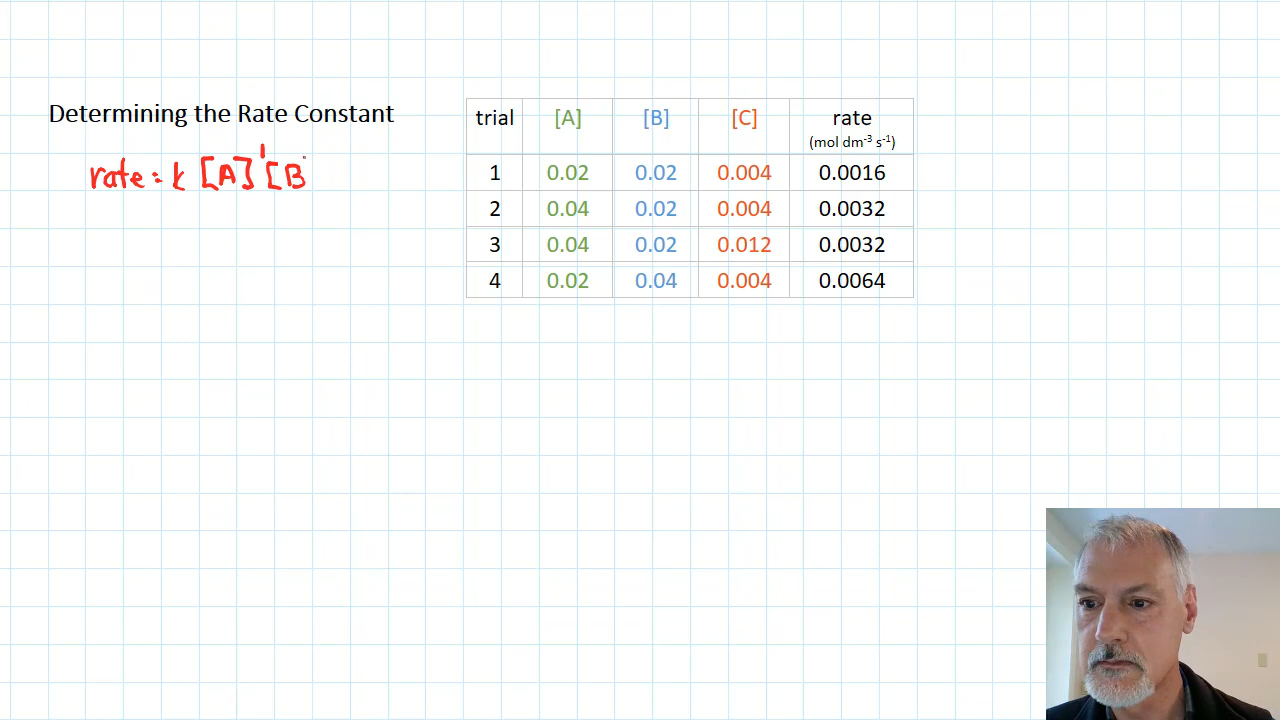 Determining the Rate Constant
rate = k [A]¹[B
trial [A] [B] [C] rate
(mol dm⁻³ s⁻¹)
1 0.02 0.02 0.004 0.0016
2 0.04 0.02 0.004 0.0032
3 0.04 0.02 0.012 0.0032
4 0.02 0.04 0.004 0.0064